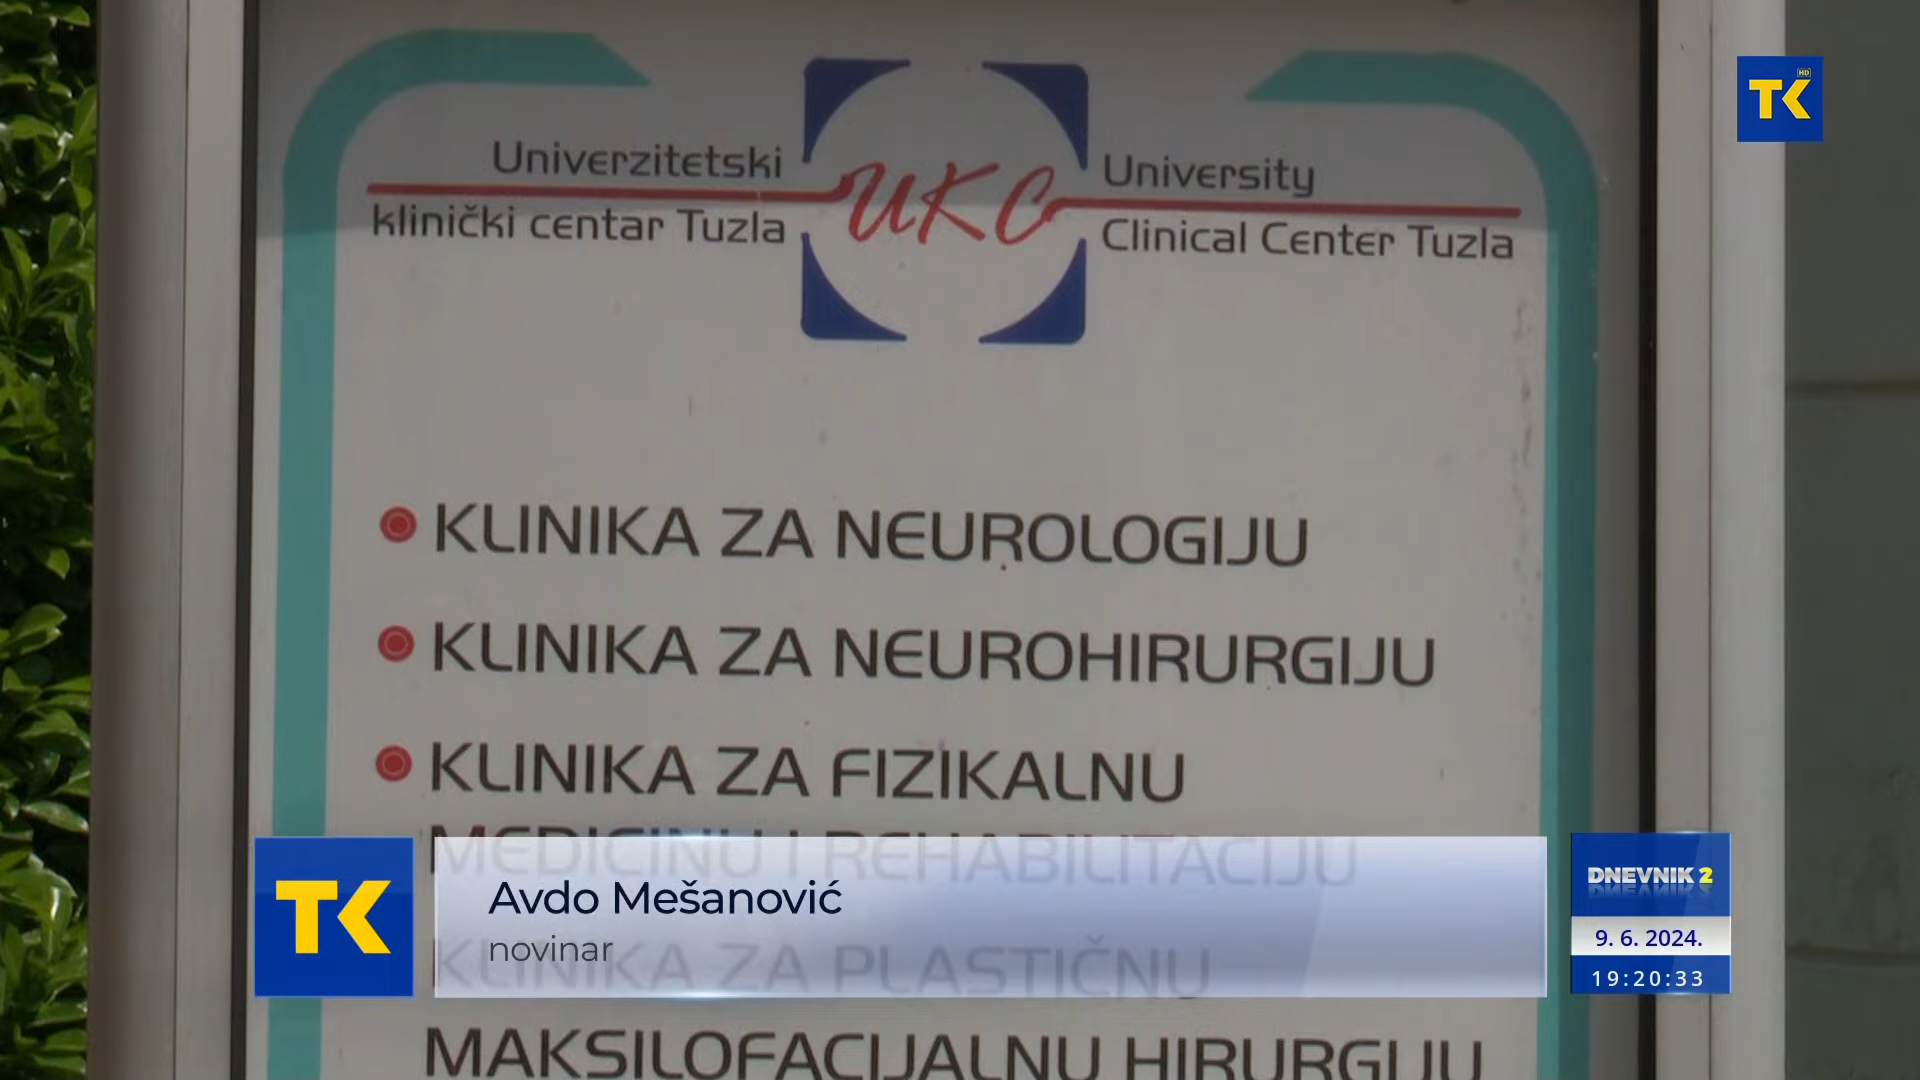 Univerzitetski
klinički centar Tuzla
UKC
University
Clinical Center Tuzla
HD
TK
KLINIKA ZA NEUROLOGIJU
KLINIKA ZA NEUROHIRURGIJU
KLINIKA ZA FIZIKALNU
MEDICINU I REHABILITACIJU
KLINIKA ZA PLASTIČNU
MAKSILOFACIJALNU HIRURGIJU
TK
Avdo Mešanović
novinar
DNEVNIK 2
9. 6. 2024.
19:20:33